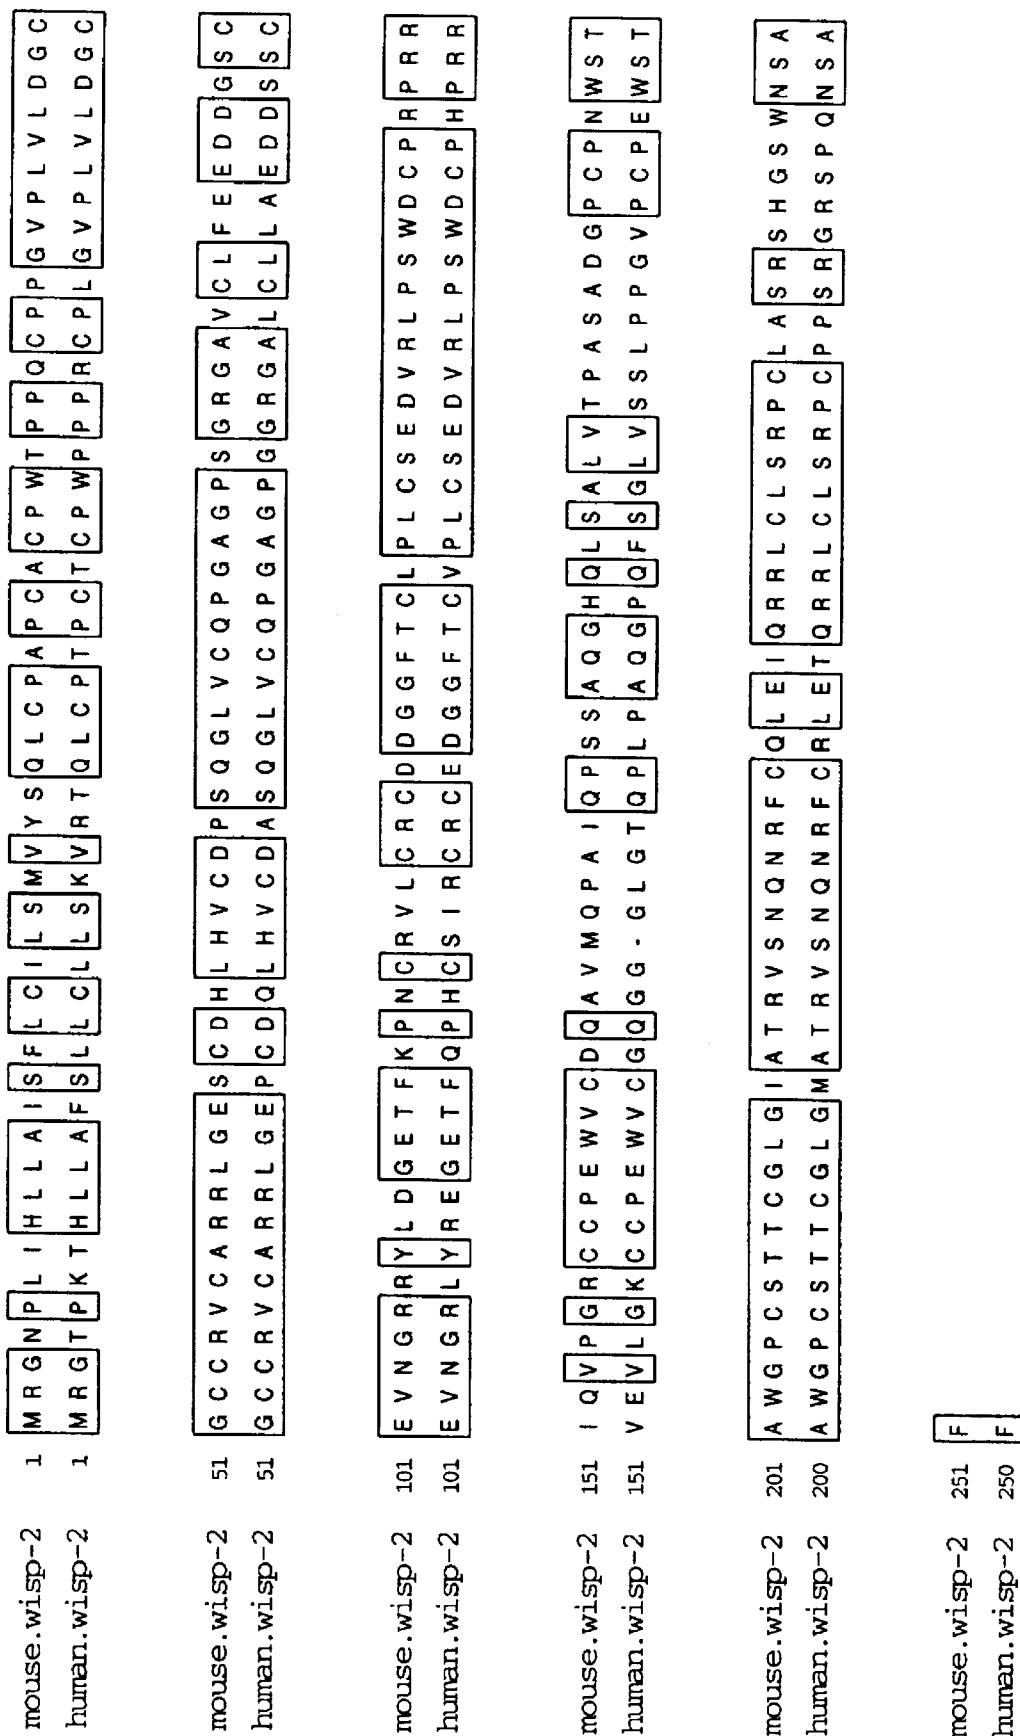 mouse.wisp-2 1 M R G N P L I H L L A I S F L C I L S M V Y S Q L C P A P C A C P W T P P Q C P P G V P L V L D G C
human.wisp-2 1 M R G T P K T H L L A F S L L C L L S K V R T Q L C P T P C T C P W P P P R C P L G V P L V L D G C
mouse.wisp-2 51 G C C R V C A R R L G E S C D H L H V C D P S Q G L V C Q P G A G P S G R G A V C L F E E D D G S C
human.wisp-2 51 G C C R V C A R R L G E P C D Q L H V C D A S Q G L V C Q P G A G P G G R G A L C L L A E D D S S C
mouse.wisp-2 101 E V N G R R Y L D G E T F K P N C R V L C R C D D G G F T C L P L C S E D V R L P S W D C P R P R R
human.wisp-2 101 E V N G R L Y R E G E T F Q P H C S I R C R C E D G G F T C V P L C S E D V R L P S W D C P H P R R
mouse.wisp-2 151 I Q V P G R C C P E W V C D Q A V M Q P A I Q P S S A Q G H Q L S A L V T P A S A D G P C P N W S T
human.wisp-2 151 V E V L G K C C P E W V C G Q G G - G L G T Q P L P A Q G P Q F S G L V S S L P P G V P C P E W S T
mouse.wisp-2 201 A W G P C S T T C G L G I A T R V S N Q N R F C Q L E I Q R R L C L S R P C L A S R S H G S W N S A
human.wisp-2 200 A W G P C S T T C G L G M A T R V S N Q N R F C R L E T Q R R L C L S R P C P P S R G R S P Q N S A
mouse.wisp-2 251 F
human.wisp-2 250 F